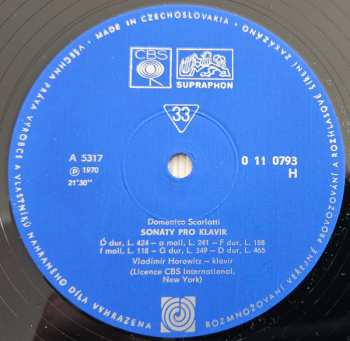 • MADE IN CZECHOSLOVAKIA •
VŠECHNA PRÁVA VÝROBCE A VLASTNÍKŮ NAHRANÉHO DÍLA VYHRAZENA
ROZMNOŽOVÁNÍ VEŘEJNÉ PROVOZOVÁNÍ A ROZHLASOVÉ ŠÍŘENÍ ZAKÁZÁNO
CBS
SUPRAPHON
33
A 5317
℗ 1970
21'30"
0 11 0793
H
Domenico Scarlatti
SONÁTY PRO KLAVÍR
D dur, L. 424 – a moll, L. 241 – F dur, L. 188
f moll, L. 118 – G dur, L. 349 – D dur, L. 465
Vladimir Horowitz – klavír
(Licence CBS International,
New York)